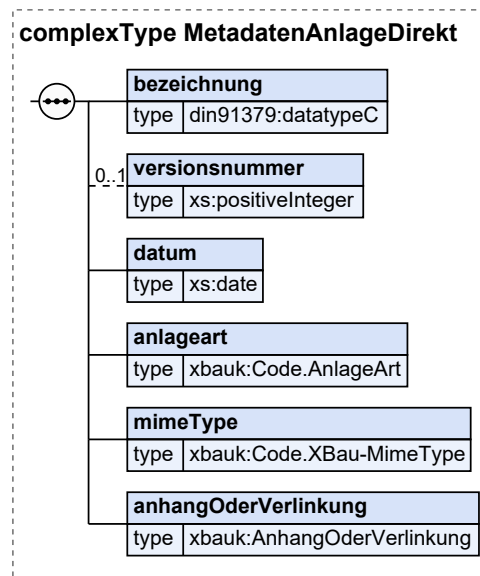 complexType MetadatenAnlageDirekt
bezeichnung
type din91379:datatypeC
0..1 versionsnummer
type xs:positiveInteger
datum
type xs:date
anlageart
type xbauk:Code.AnlageArt
mimeType
type xbauk:Code.XBau-MimeType
anhangOderVerlinkung
type xbauk:AnhangOderVerlinkung